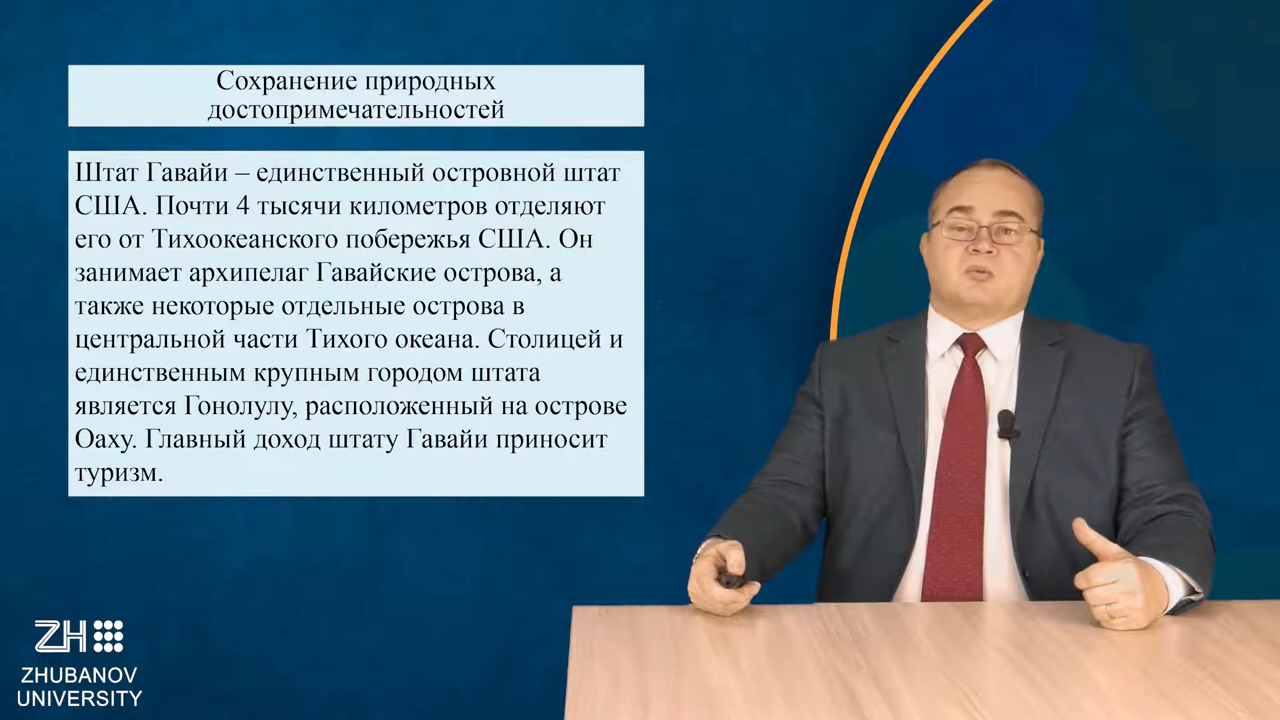 Сохранение природных
достопримечательностей
Штат Гавайи – единственный островной штат
США. Почти 4 тысячи километров отделяют
его от Тихоокеанского побережья США. Он
занимает архипелаг Гавайские острова, а
также некоторые отдельные острова в
центральной части Тихого океана. Столицей и
единственным крупным городом штата
является Гонолулу, расположенный на острове
Оаху. Главный доход штату Гавайи приносит
туризм.
ZH
ZHUBANOV
UNIVERSITY